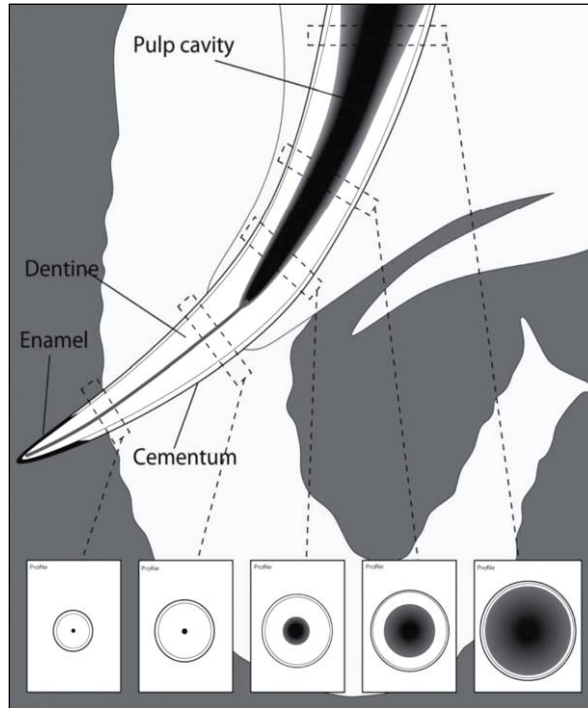 Pulp cavity
Dentine
Enamel
Cementum
Profile
Profile
Profile
Profile
Profile